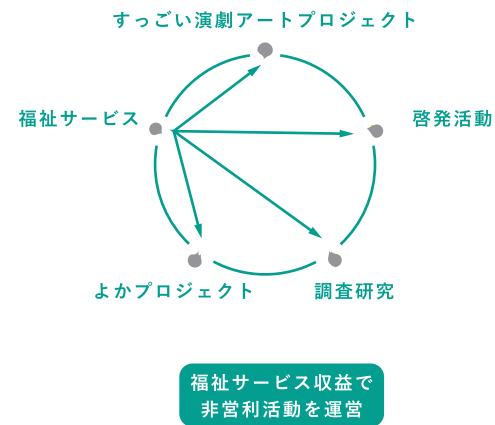 すっごい演劇アートプロジェクト
福祉サービス
啓発活動
よかプロジェクト
調査研究
福祉サービス収益で
非営利活動を運営